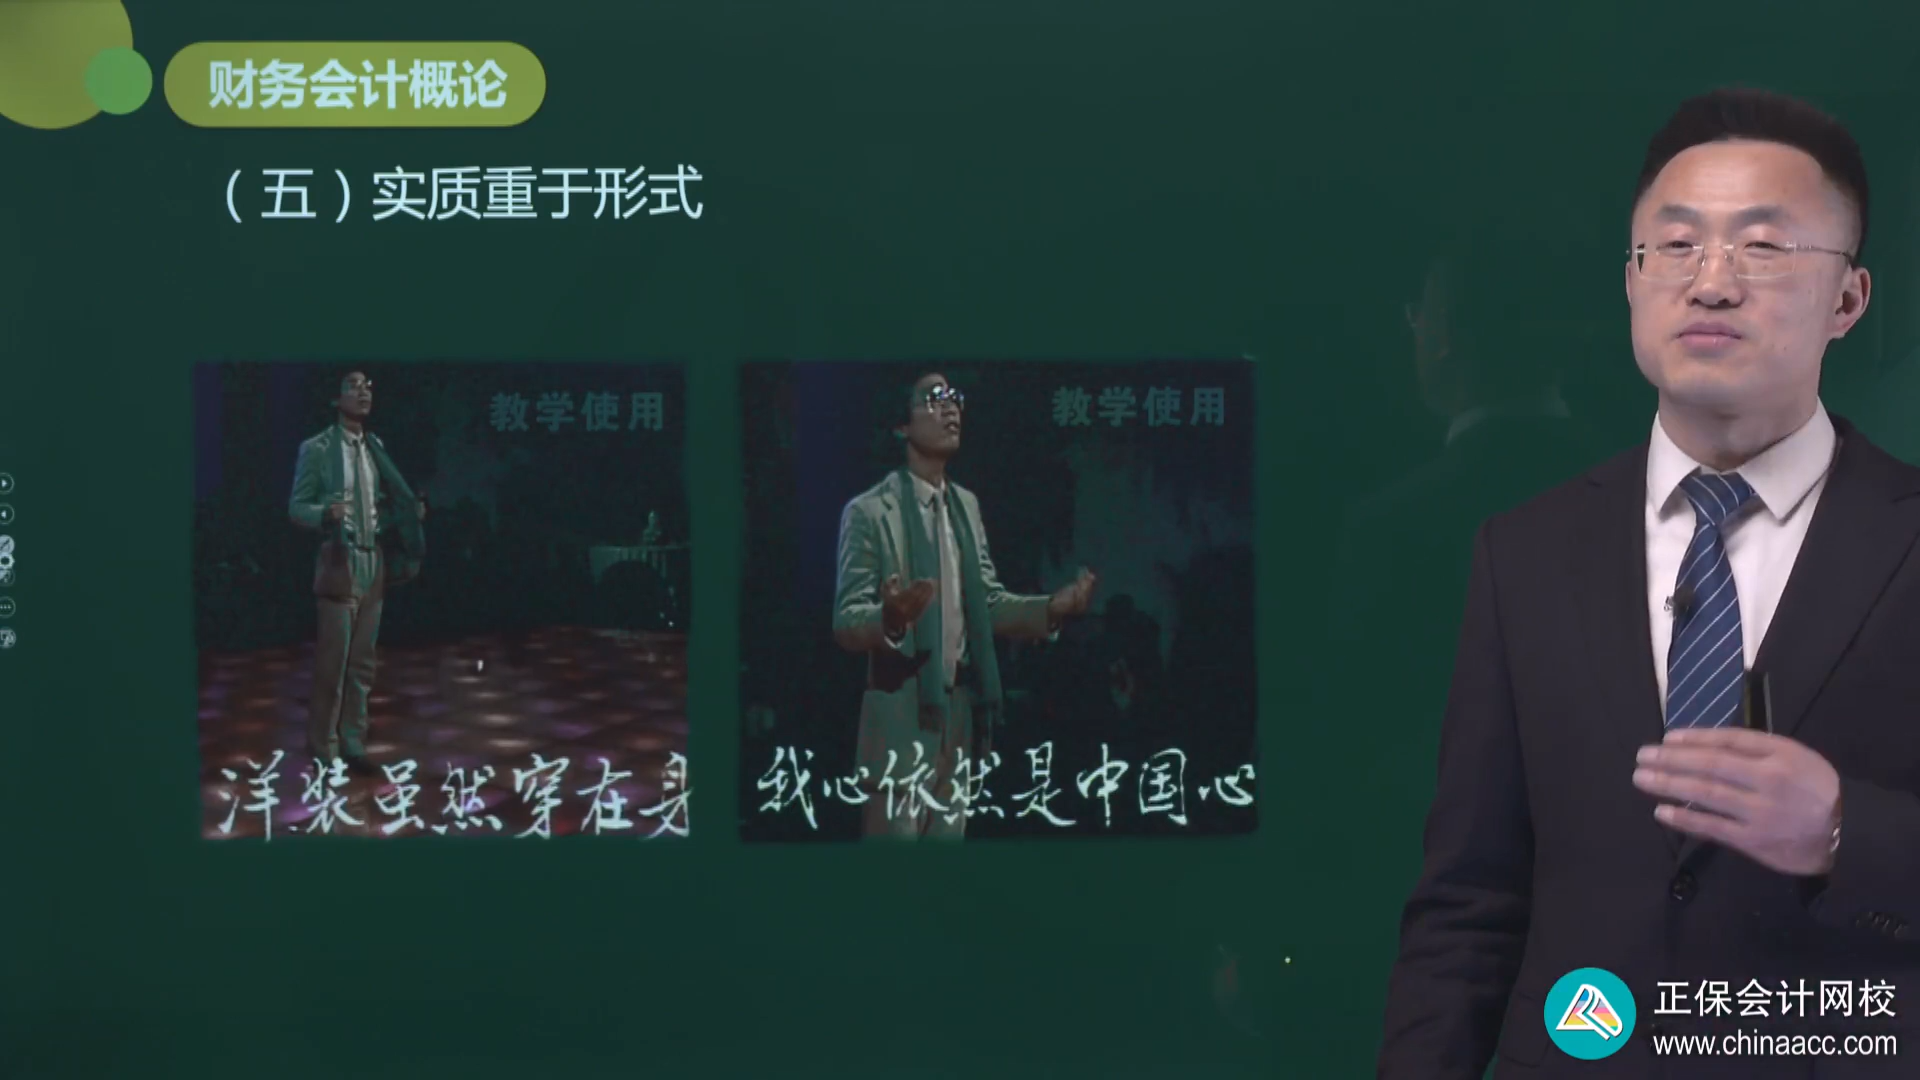 财务会计概论
（五）实质重于形式
教学使用
教学使用
洋装虽然穿在身
我心依然是中国心
正保会计网校
www.chinaacc.com